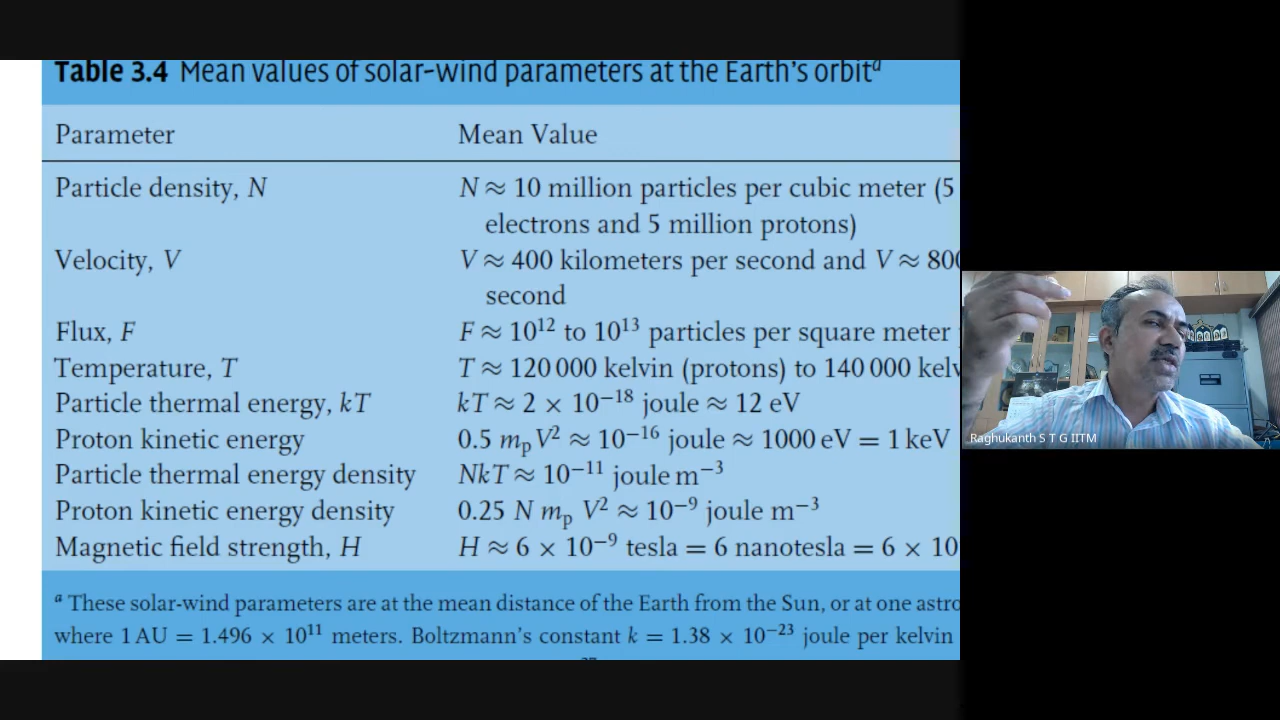 Table 3.4 Mean values of solar-wind parameters at the Earth's orbitᵃ
Parameter Mean Value
Particle density, N N ≈ 10 million particles per cubic meter (5
electrons and 5 million protons)
Velocity, V V ≈ 400 kilometers per second and V ≈ 800
second
Flux, F F ≈ 10¹² to 10¹³ particles per square meter
Temperature, T T ≈ 120 000 kelvin (protons) to 140 000 kelv
Particle thermal energy, kT kT ≈ 2 × 10⁻¹⁸ joule ≈ 12 eV
Proton kinetic energy 0.5 mₚV² ≈ 10⁻¹⁶ joule ≈ 1000 eV = 1 keV
Particle thermal energy density NkT ≈ 10⁻¹¹ joule m⁻³
Proton kinetic energy density 0.25 N mₚ V² ≈ 10⁻⁹ joule m⁻³
Magnetic field strength, H H ≈ 6 × 10⁻⁹ tesla = 6 nanotesla = 6 × 10
ᵃ These solar-wind parameters are at the mean distance of the Earth from the Sun, or at one astro
where 1 AU = 1.496 × 10¹¹ meters. Boltzmann's constant k = 1.38 × 10⁻²³ joule per kelvin
Raghukanth S T G IITM